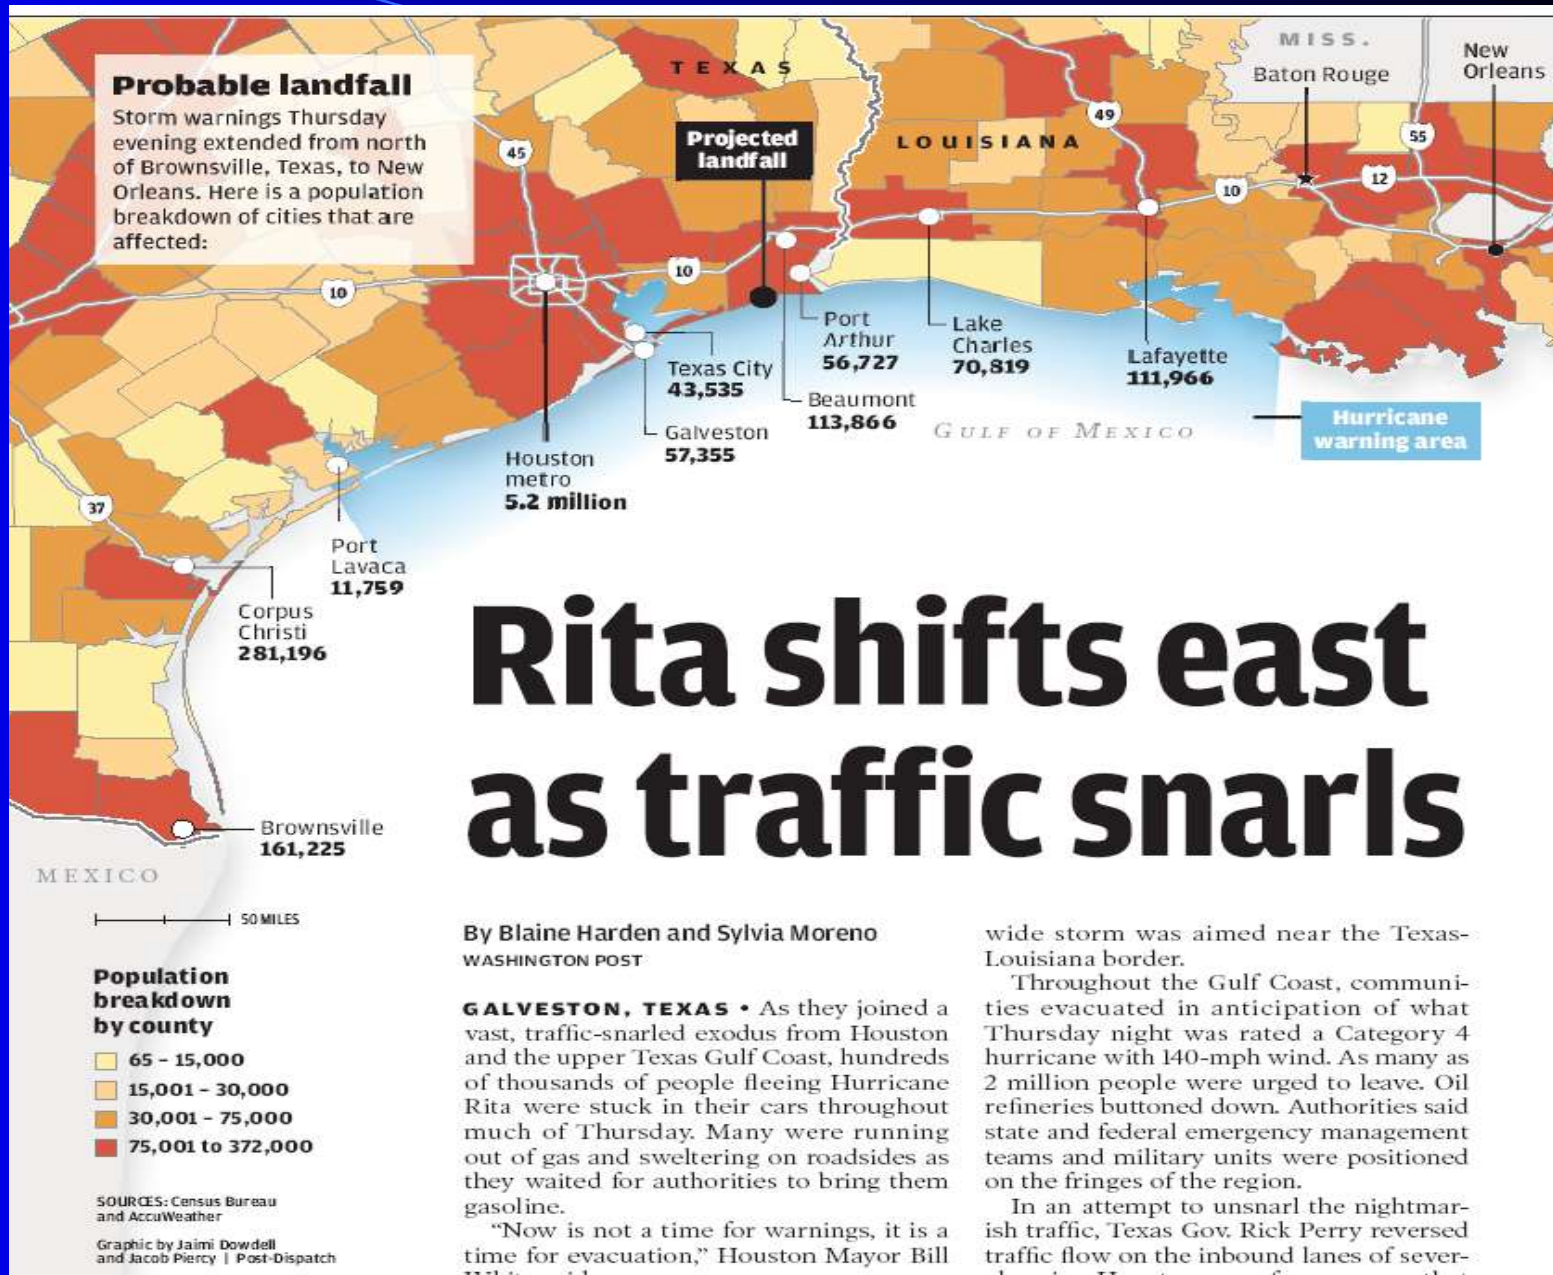 Probable landfall
Storm warnings Thursday
evening extended from north
of Brownsville, Texas, to New
Orleans. Here is a population
breakdown of cities that are
affected:
TEXAS
LOUISIANA
MISS.
Baton Rouge
New
Orleans
Projected
landfall
45
49
55
10
12
10
10
37
Port
Arthur
56,727
Lake
Charles
70,819
Lafayette
111,966
Texas City
43,535
Beaumont
113,866
Galveston
57,355
GULF OF MEXICO
Hurricane
warning area
Houston
metro
5.2 million
Port
Lavaca
11,759
Corpus
Christi
281,196
Brownsville
161,225
MEXICO
50 MILES
Population
breakdown
by county
65 – 15,000
15,001 – 30,000
30,001 – 75,000
75,001 to 372,000
SOURCES: Census Bureau
and AccuWeather
Graphic by Jaimi Dowdell
and Jacob Piercy | Post-Dispatch
Rita shifts east
as traffic snarls
By Blaine Harden and Sylvia Moreno
WASHINGTON POST
GALVESTON, TEXAS • As they joined a
vast, traffic-snarled exodus from Houston
and the upper Texas Gulf Coast, hundreds
of thousands of people fleeing Hurricane
Rita were stuck in their cars throughout
much of Thursday. Many were running
out of gas and sweltering on roadsides as
they waited for authorities to bring them
gasoline.
“Now is not a time for warnings, it is a
time for evacuation,” Houston Mayor Bill
wide storm was aimed near the Texas-
Louisiana border.
Throughout the Gulf Coast, communi-
ties evacuated in anticipation of what
Thursday night was rated a Category 4
hurricane with 140-mph wind. As many as
2 million people were urged to leave. Oil
refineries buttoned down. Authorities said
state and federal emergency management
teams and military units were positioned
on the fringes of the region.
In an attempt to unsnarl the nightmar-
ish traffic, Texas Gov. Rick Perry reversed
traffic flow on the inbound lanes of sever-